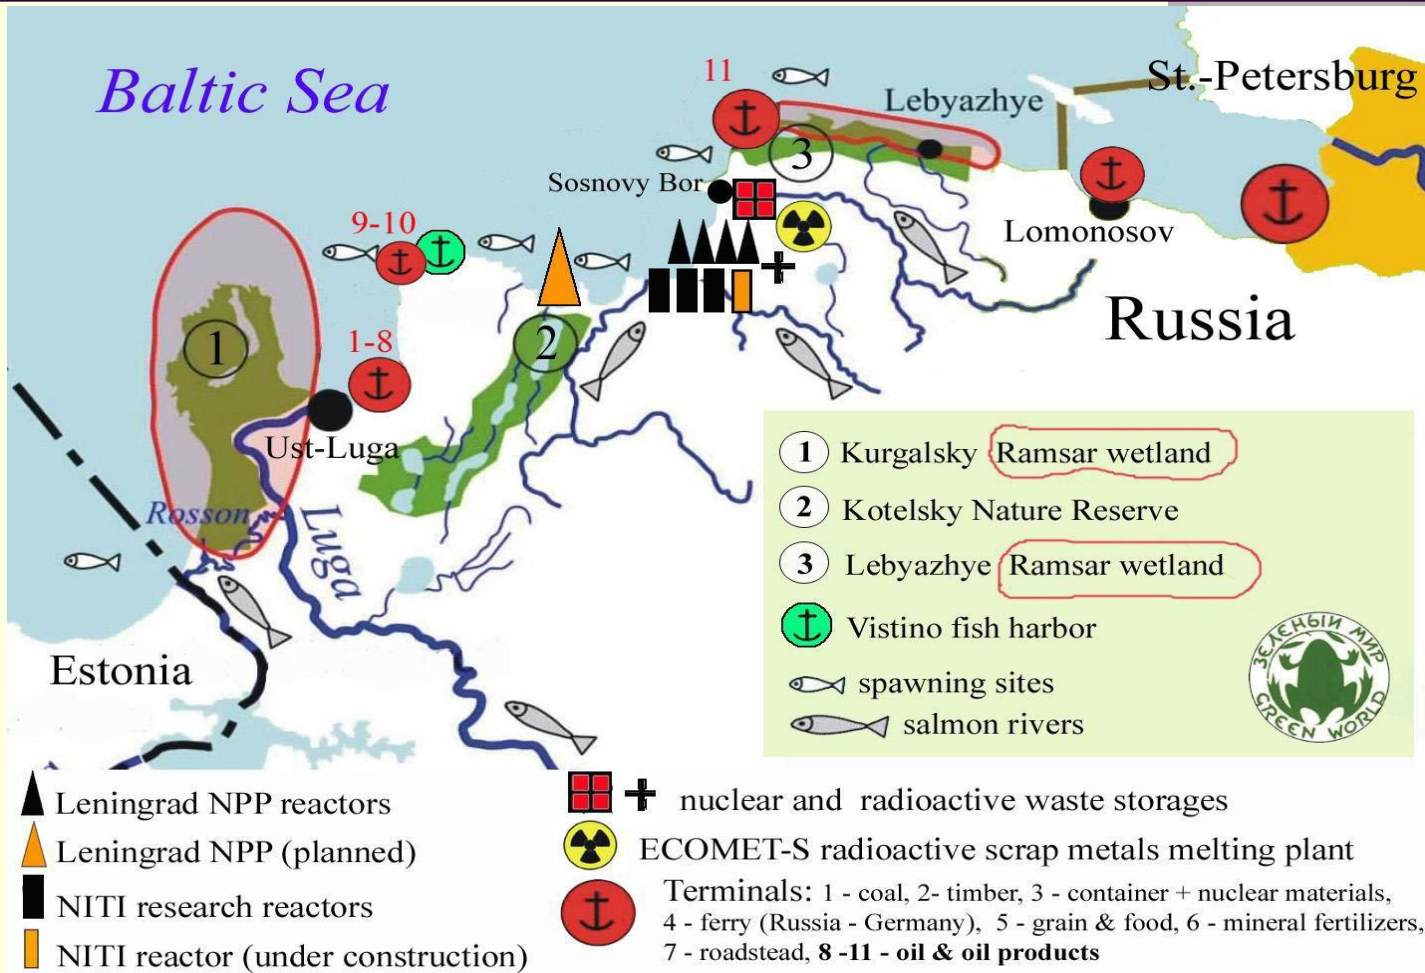 Baltic Sea
11
St.-Petersburg
Lebyazhye
3
Sosnovy Bor
9-10
Lomonosov
Russia
1
1-8
2
Ust-Luga
Rosson
Luga
Estonia
1 Kurgalsky Ramsar wetland
2 Kotelsky Nature Reserve
3 Lebyazhye Ramsar wetland
Vistino fish harbor
spawning sites
salmon rivers
ЗЕЛЕНЫЙ МИР
GREEN WORLD
Leningrad NPP reactors
Leningrad NPP (planned)
NITI research reactors
NITI reactor (under construction)
nuclear and radioactive waste storages
ECOMET-S radioactive scrap metals melting plant
Terminals: 1 - coal, 2- timber, 3 - container + nuclear materials,
4 - ferry (Russia - Germany), 5 - grain & food, 6 - mineral fertilizers,
7 - roadstead, 8 -11 - oil & oil products